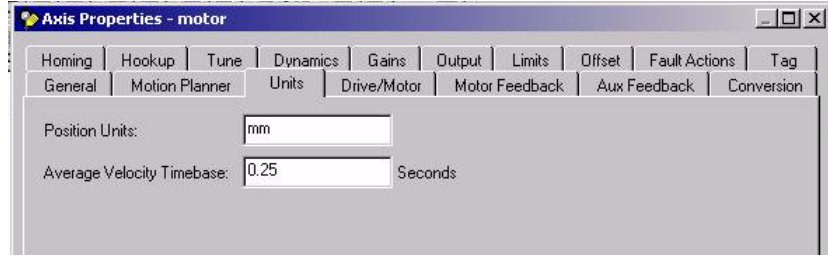 Axis Properties - motor
Homing Hookup Tune Dynamics Gains Output Limits Offset Fault Actions Tag
General Motion Planner Units Drive/Motor Motor Feedback Aux Feedback Conversion
Position Units: mm
Average Velocity Timebase: 0.25 Seconds